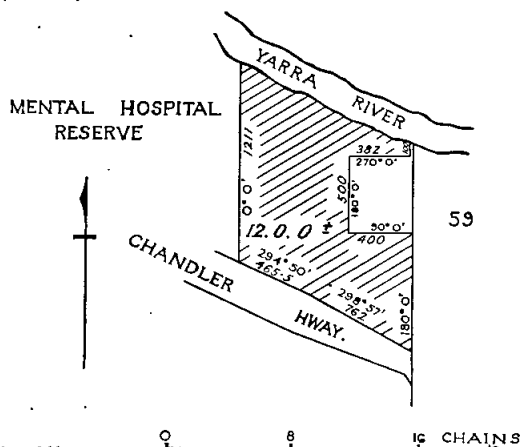 YARRA RIVER
MENTAL HOSPITAL
RESERVE
1211
0° 0'
382
270° 0'
500
180° 0'
59
12. 0. 0 ±
90° 0'
400
CHANDLER HWAY.
294° 50'
465.5
298° 57'
762
180° 0'
0 8 16 CHAINS